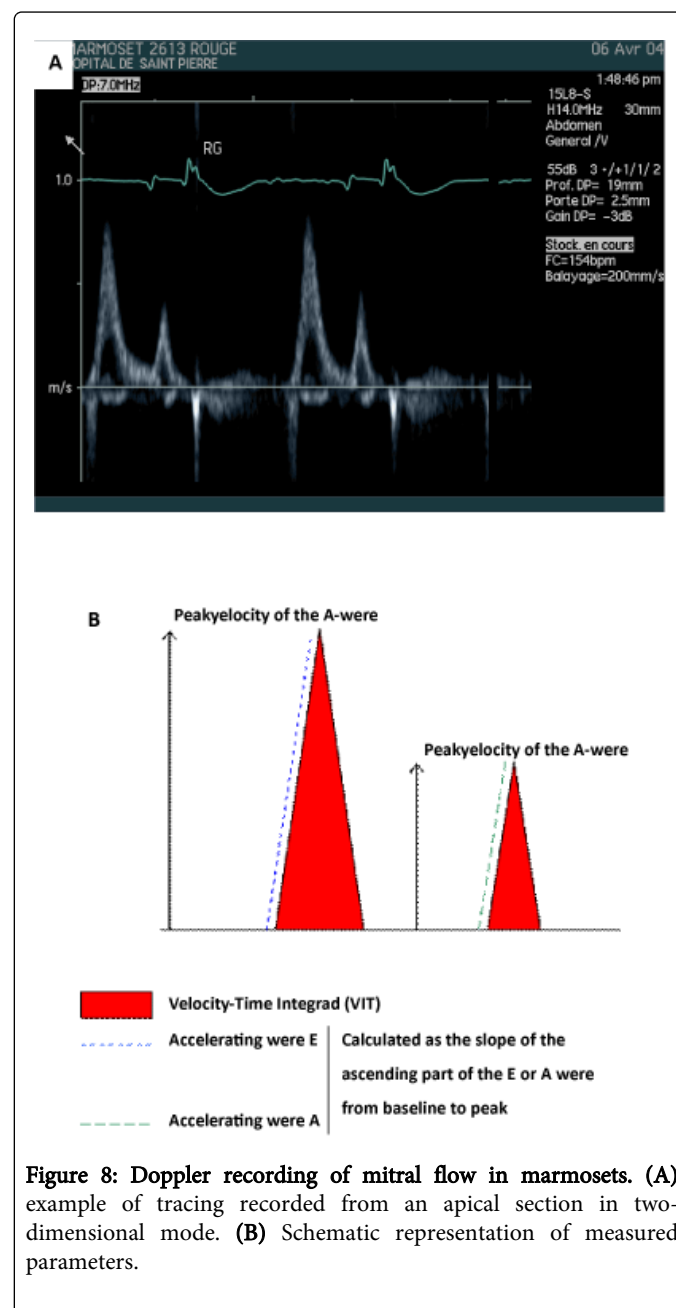 A
MARMOSET 2613 ROUGE
06 Avr 04
OPITAL DE SAINT PIERRE
DP:7.0MHz
1:48:46 pm
15L8-S
H14.0MHz 30mm
Abdomen
General /V
RG
55dB 3 •/+1/1/ 2
Prof. DP= 19mm
Porte DP= 2.5mm
Gain DP= -3dB
1.0
Stock. en cours
FC=154bpm
Balayage=200mm/s
m/s
B
Peakyelocity of the A-were
Peakyelocity of the A-were
Velocity-Time Integrad (VIT)
Accelerating were E
Calculated as the slope of the
ascending part of the E or A were
from baseline to peak
Accelerating were A
Figure 8: Doppler recording of mitral flow in marmosets. (A)
example of tracing recorded from an apical section in two-
dimensional mode. (B) Schematic representation of measured
parameters.